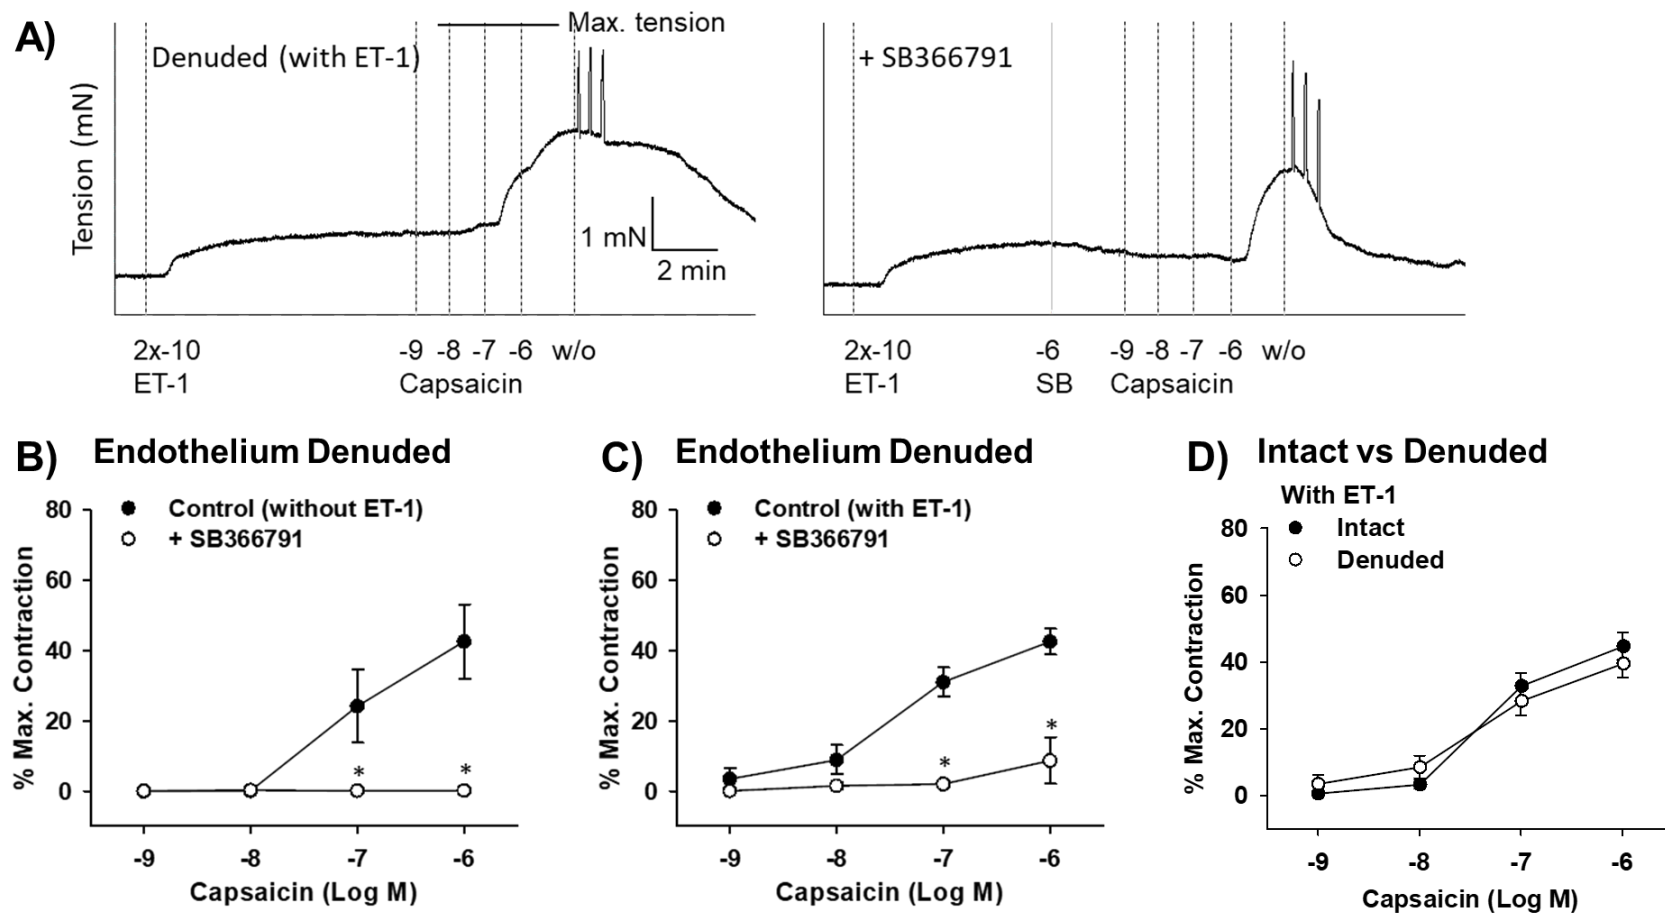 A)
Max. tension
Denuded (with ET-1)
+ SB366791
Tension (mN)
1 mN
2 min
2x-10 -9 -8 -7 -6 w/o
ET-1 Capsaicin
2x-10 -6 -9 -8 -7 -6 w/o
ET-1 SB Capsaicin
B) Endothelium Denuded
Control (without ET-1)
+ SB366791
% Max. Contraction
80
60
40
20
0
-9 -8 -7 -6
* *
Capsaicin (Log M)
C) Endothelium Denuded
Control (with ET-1)
+ SB366791
% Max. Contraction
80
60
40
20
0
* *
-9 -8 -7 -6
Capsaicin (Log M)
D) Intact vs Denuded
With ET-1
Intact
Denuded
% Max. Contraction
80
60
40
20
0
-9 -8 -7 -6
Capsaicin (Log M)